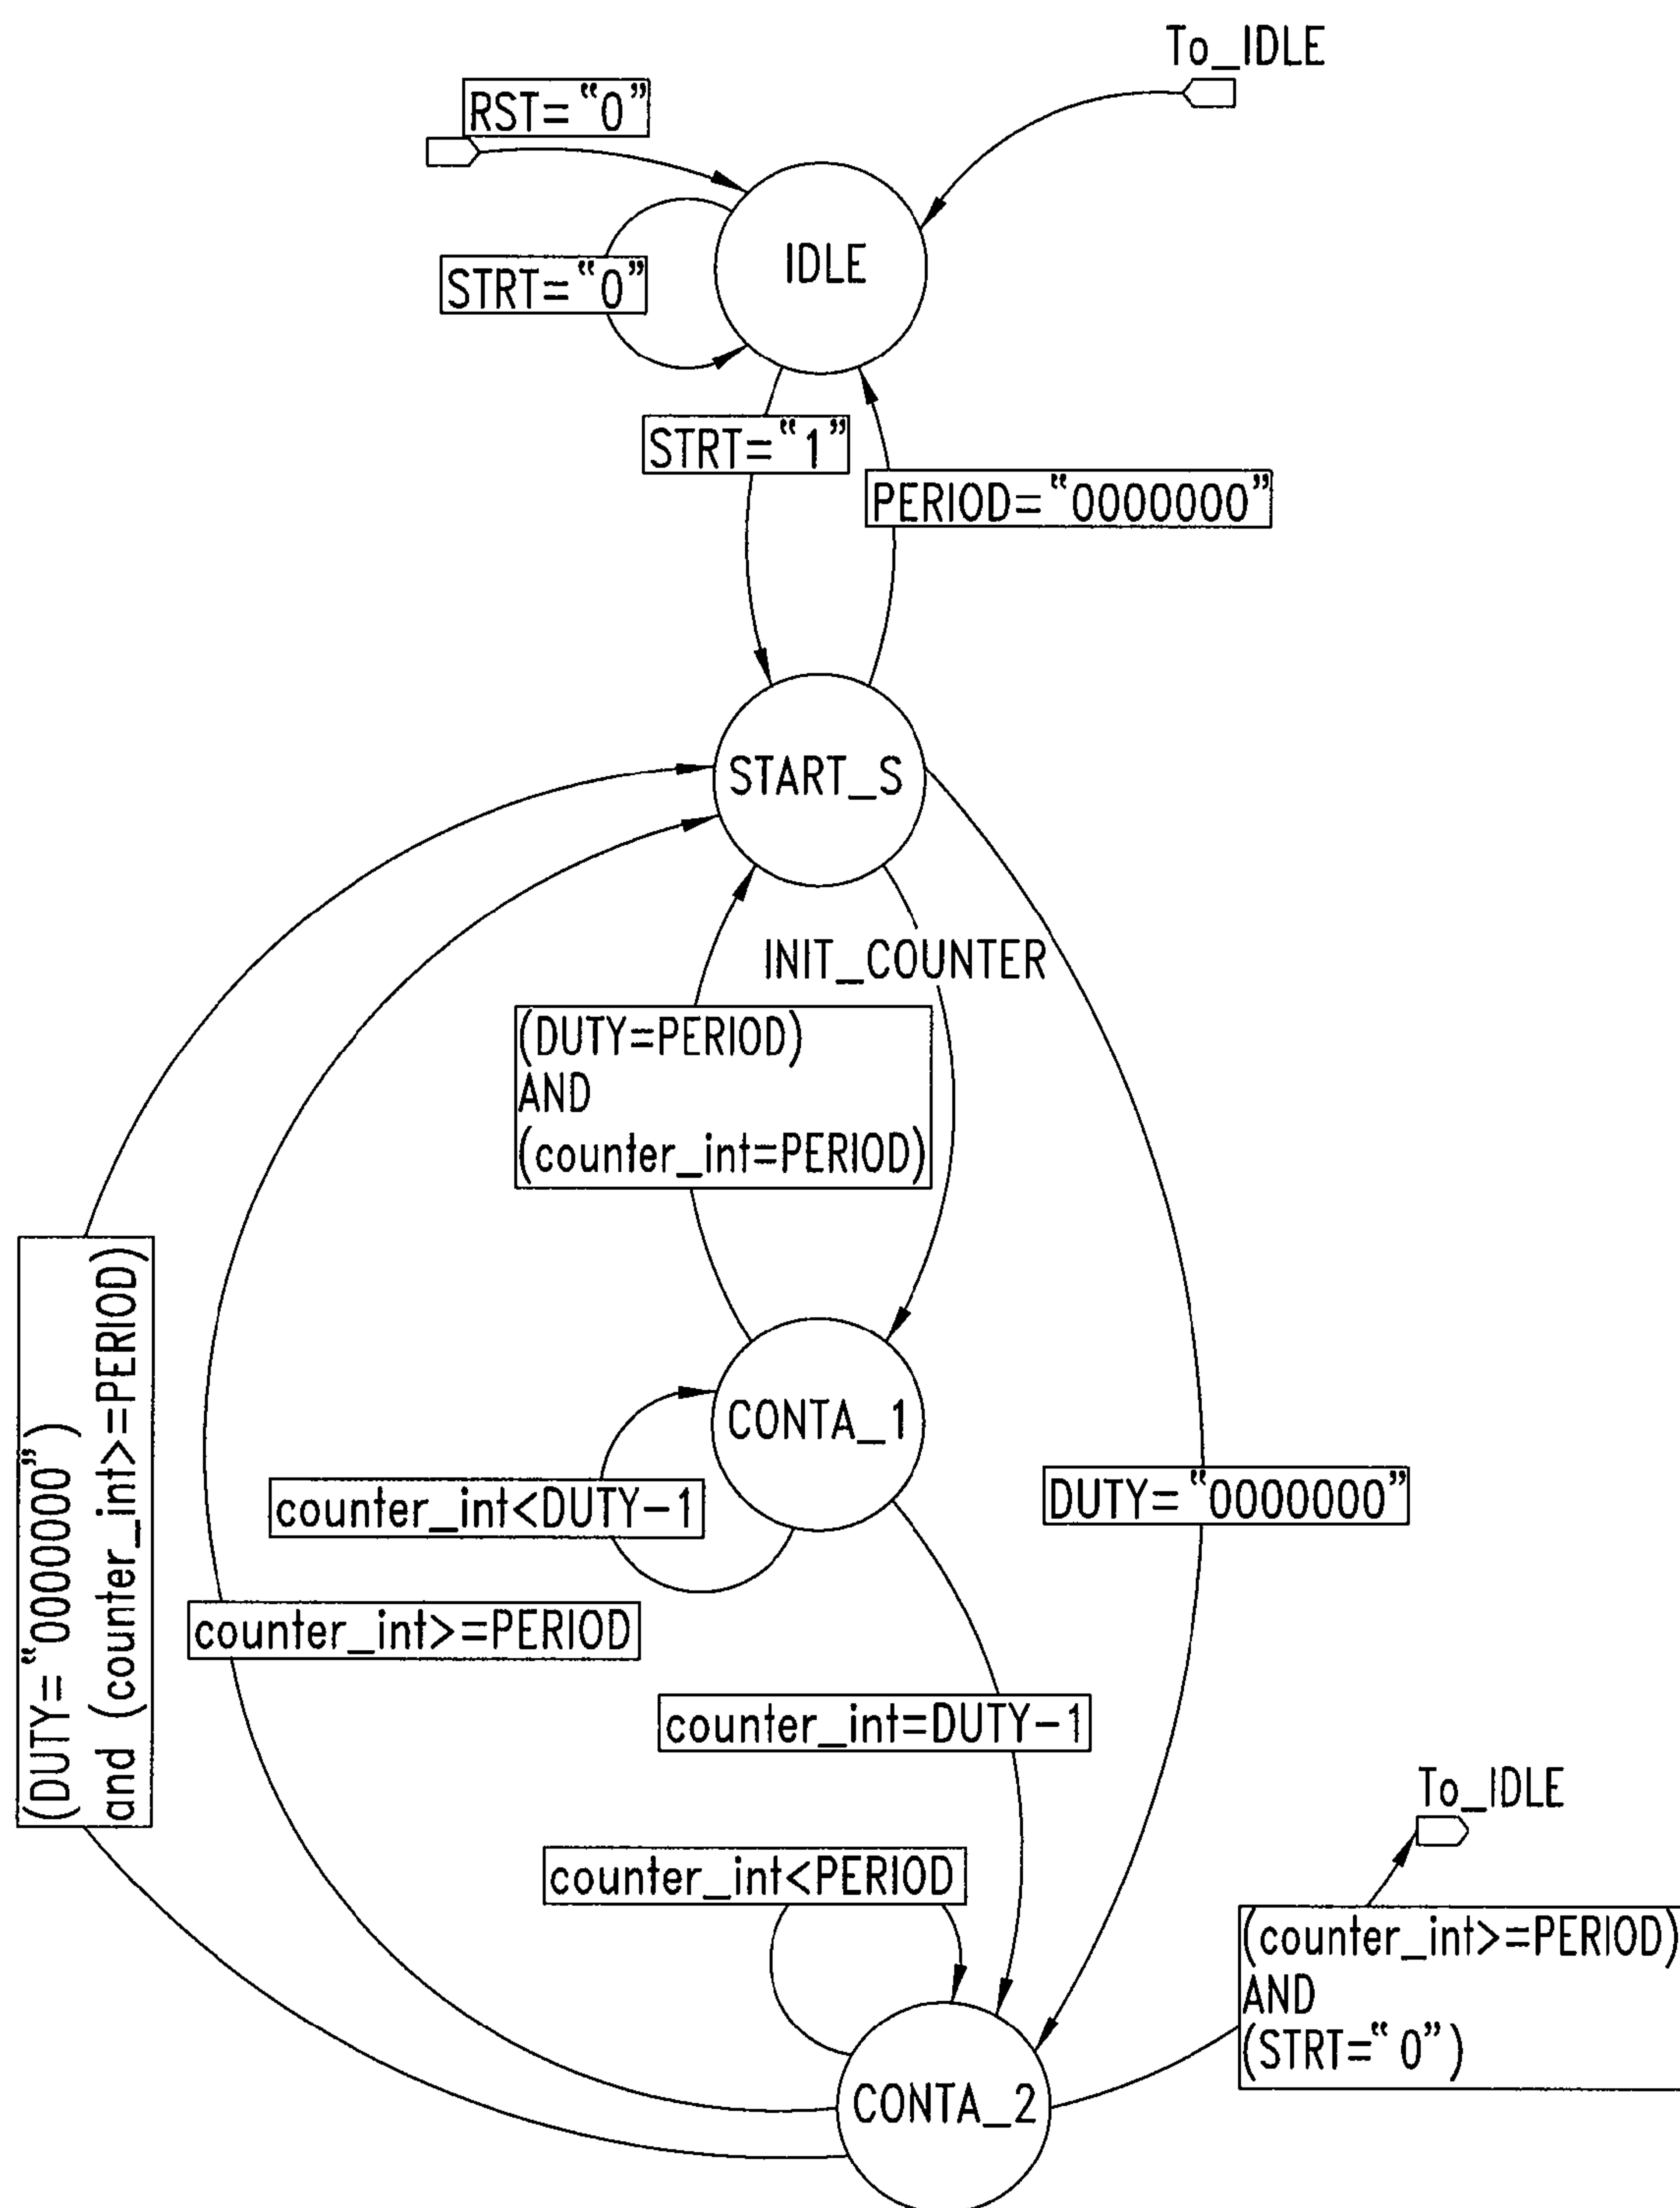 To_IDLE
RST=“0”
IDLE
STRT=“0”
STRT=“1”
PERIOD=“0000000”
START_S
INIT_COUNTER
(DUTY=PERIOD)
AND
(counter_int=PERIOD)
(DUTY=“0000000”)
and (counter_int>=PERIOD)
CONTA_1
counter_int<DUTY-1
DUTY=“0000000”
counter_int>=PERIOD
counter_int=DUTY-1
To_IDLE
counter_int<PERIOD
(counter_int>=PERIOD)
AND
(STRT=“0”)
CONTA_2